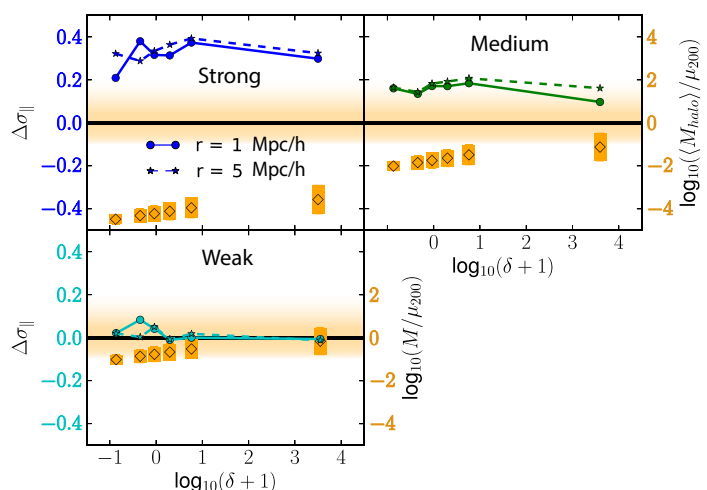 0.4
0.2
0.0
−0.2
−0.4
Δσ∥
Strong
r = 1 Mpc/h
r = 5 Mpc/h
Medium
4
2
0
−2
−4
log10(⟨Mhalo⟩/μ200)
0 1 2 3 4
log10(δ + 1)
0.4
0.2
0.0
−0.2
−0.4
Δσ∥
Weak
2
0
−2
−4
log10(M/μ200)
−1 0 1 2 3 4
log10(δ + 1)